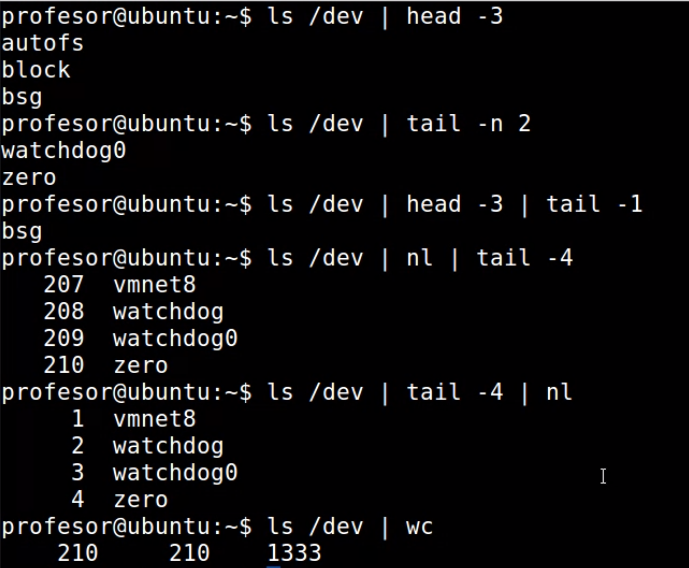 profesor@ubuntu:~$ ls /dev | head -3
autofs
block
bsg
profesor@ubuntu:~$ ls /dev | tail -n 2
watchdog0
zero
profesor@ubuntu:~$ ls /dev | head -3 | tail -1
bsg
profesor@ubuntu:~$ ls /dev | nl | tail -4
   207  vmnet8
   208  watchdog
   209  watchdog0
   210  zero
profesor@ubuntu:~$ ls /dev | tail -4 | nl
     1  vmnet8
     2  watchdog
     3  watchdog0
     4  zero
profesor@ubuntu:~$ ls /dev | wc
    210     210    1333